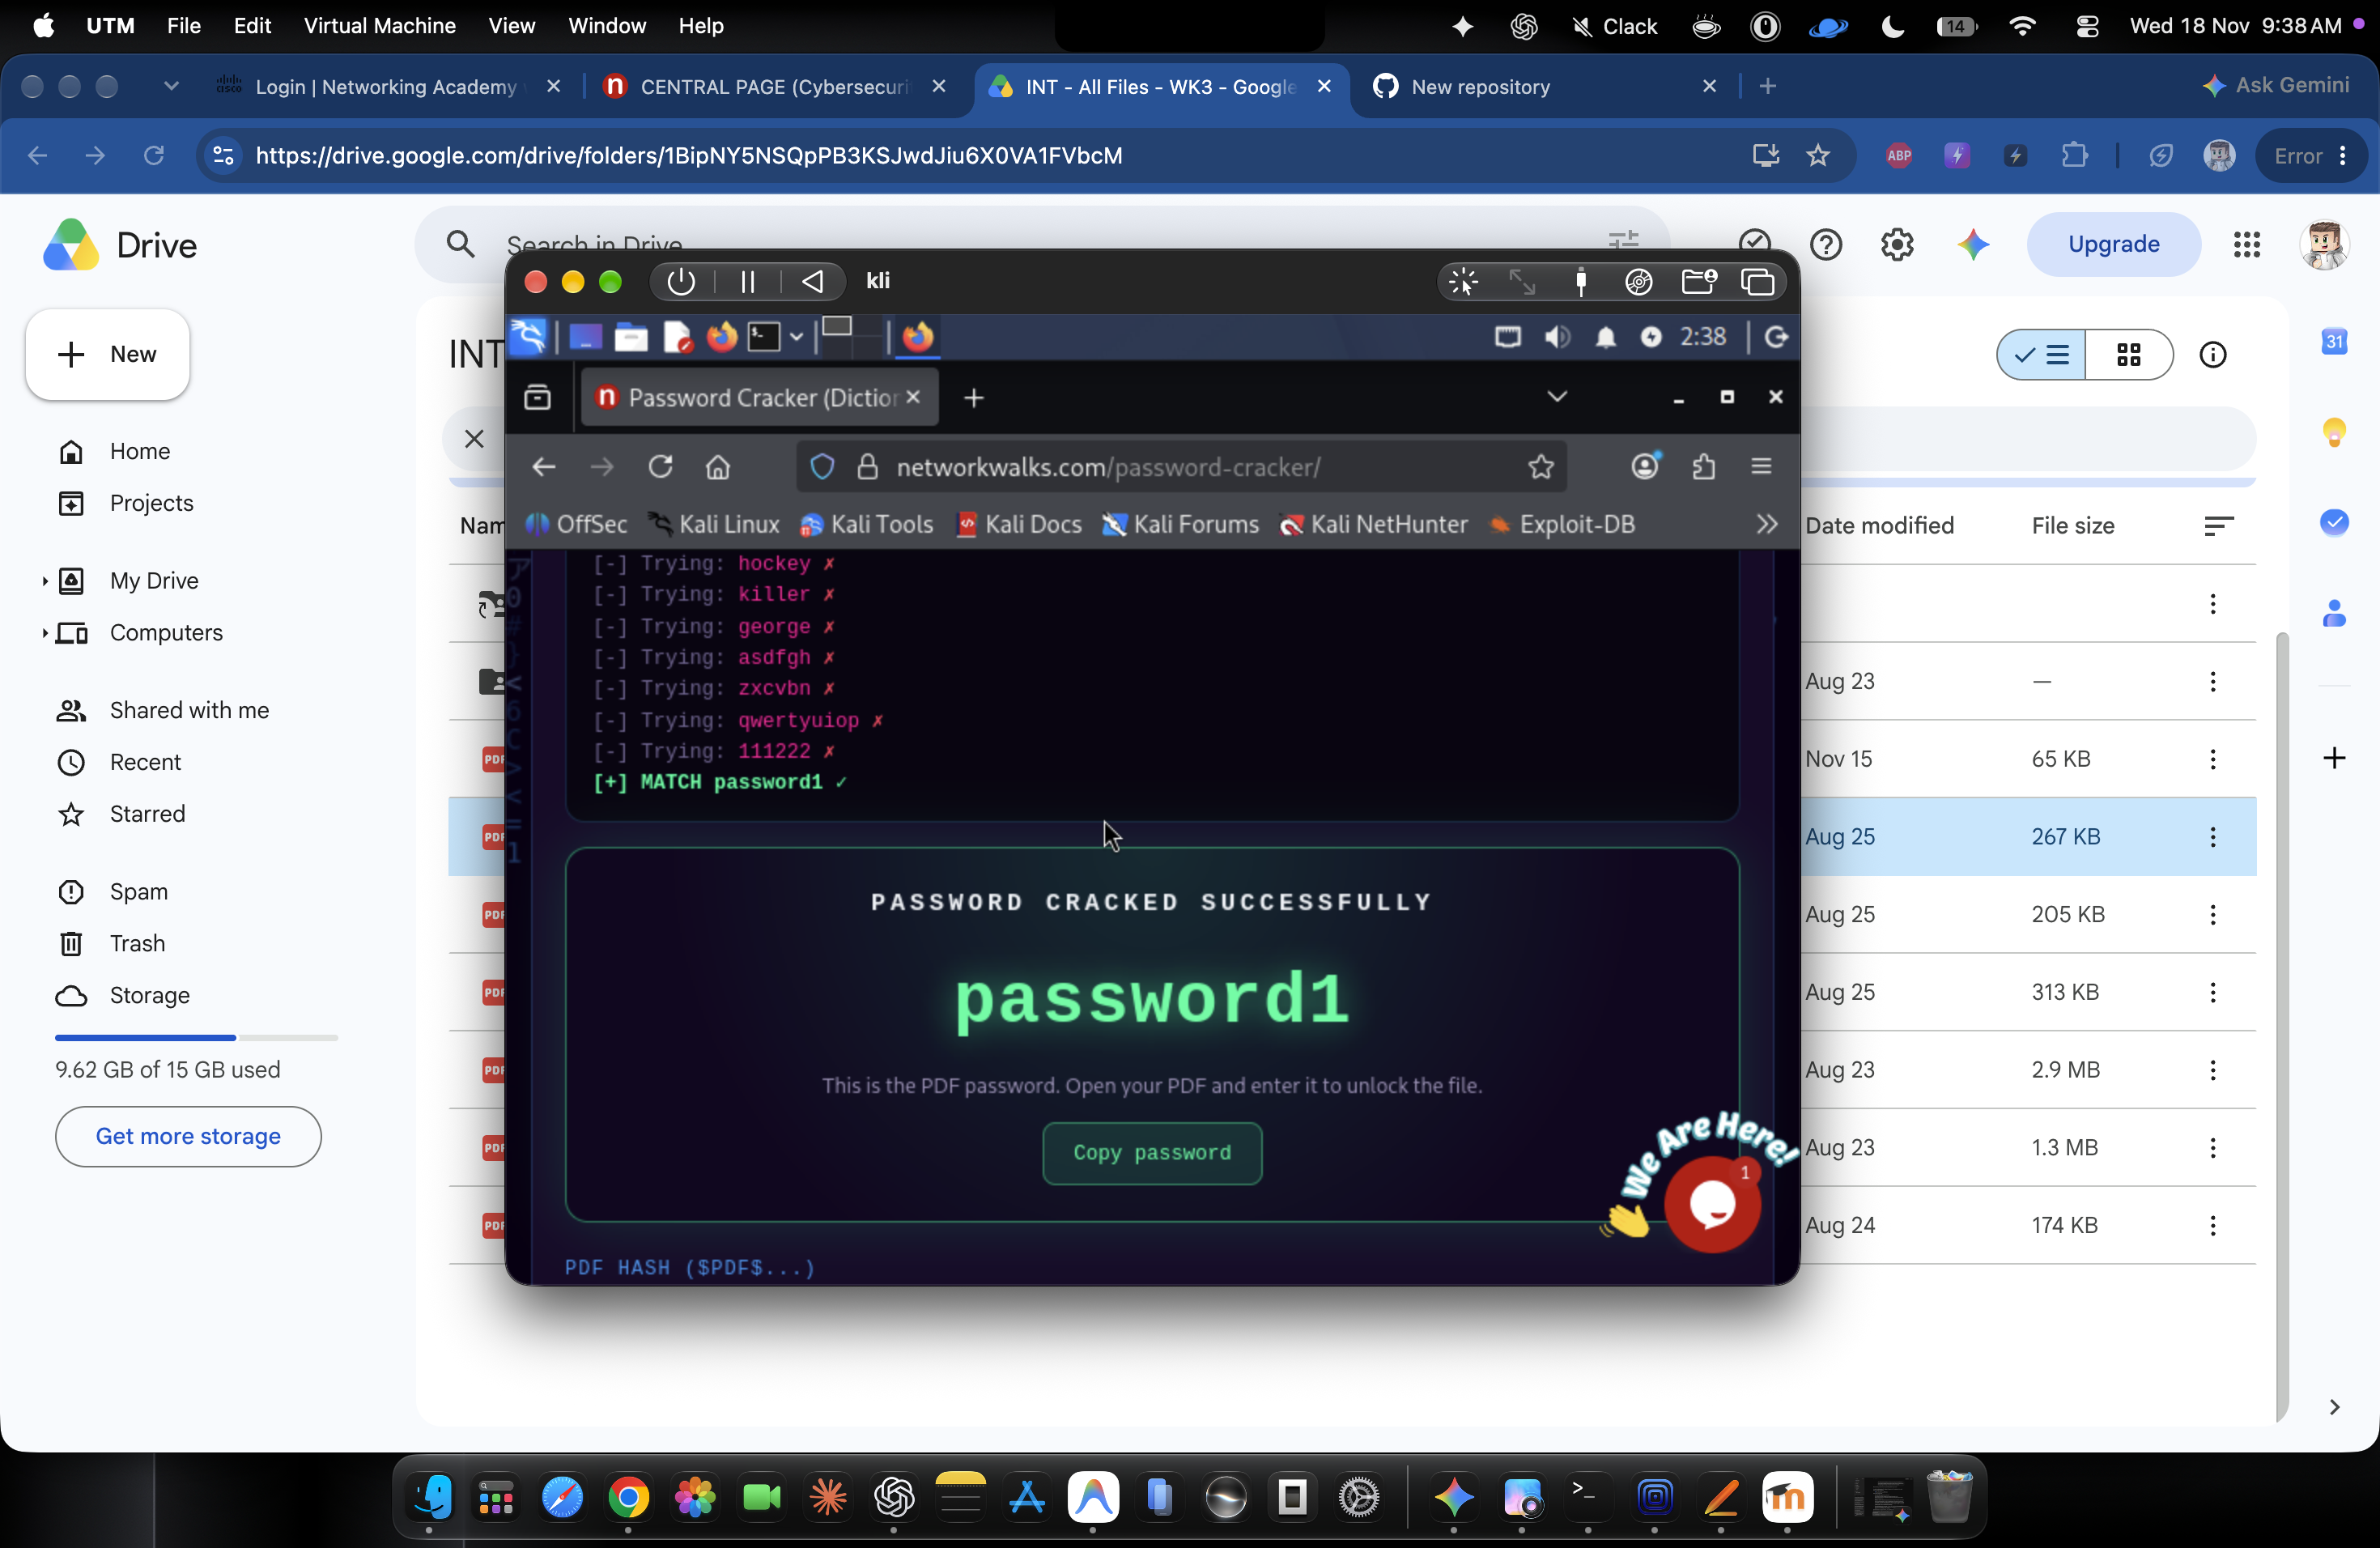 UTM File Edit Virtual Machine View Window Help
Clack 14 Wed 18 Nov 9:38 AM
Login | Networking Academy
CENTRAL PAGE (Cybersecuri
INT - All Files - WK3 - Google
New repository
Ask Gemini
https://drive.google.com/drive/folders/1BipNY5NSQpPB3KSJwdJiu6X0VA1FVbcM
ABP
Error
Drive
Search in Drive
Upgrade
New
Home
Projects
My Drive
Computers
Shared with me
Recent
Starred
Spam
Trash
Storage
9.62 GB of 15 GB used
Get more storage
INT
Nam
kli
2:38
Password Cracker (Diction
networkwalks.com/password-cracker/
OffSec Kali Linux Kali Tools Kali Docs Kali Forums Kali NetHunter Exploit-DB
[-] Trying: hockey ✗
[-] Trying: killer ✗
[-] Trying: george ✗
[-] Trying: asdfgh ✗
[-] Trying: zxcvbn ✗
[-] Trying: qwertyuiop ✗
[-] Trying: 111222 ✗
[+] MATCH password1 ✓
PASSWORD CRACKED SUCCESSFULLY
password1
This is the PDF password. Open your PDF and enter it to unlock the file.
Copy password
We Are Here!
1
PDF HASH ($PDF$...)
Date modified File size
Aug 23 —
Nov 15 65 KB
Aug 25 267 KB
Aug 25 205 KB
Aug 25 313 KB
Aug 23 2.9 MB
Aug 23 1.3 MB
Aug 24 174 KB
31